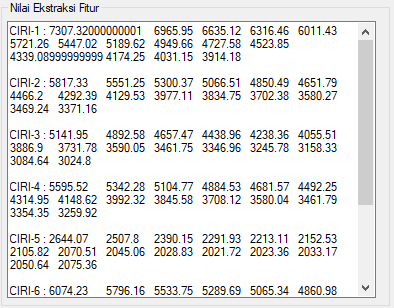 Nilai Ekstraksi Fitur
CIRI-1 : 7307.32000000001 6965.95 6635.12 6316.46 6011.43
5721.26 5447.02 5189.62 4949.66 4727.58 4523.85
4339.08999999999 4174.25 4031.15 3914.18
CIRI-2 : 5817.33 5551.25 5300.37 5066.51 4850.49 4651.79
4466.2 4292.39 4129.53 3977.11 3834.75 3702.38 3580.27
3469.24 3371.16
CIRI-3 : 5141.95 4892.58 4657.47 4438.96 4238.36 4055.51
3886.9 3731.78 3590.05 3461.75 3346.96 3245.78 3158.33
3084.64 3024.8
CIRI-4 : 5595.52 5342.28 5104.77 4884.53 4681.57 4492.25
4314.95 4148.62 3992.32 3845.58 3708.12 3580.04 3461.79
3354.35 3259.92
CIRI-5 : 2644.07 2507.8 2390.15 2291.93 2213.11 2152.53
2105.82 2070.51 2045.06 2028.83 2021.72 2023.36 2033.17
2050.64 2075.36
CIRI-6 : 6074.23 5796.16 5533.75 5289.69 5065.34 4860.98